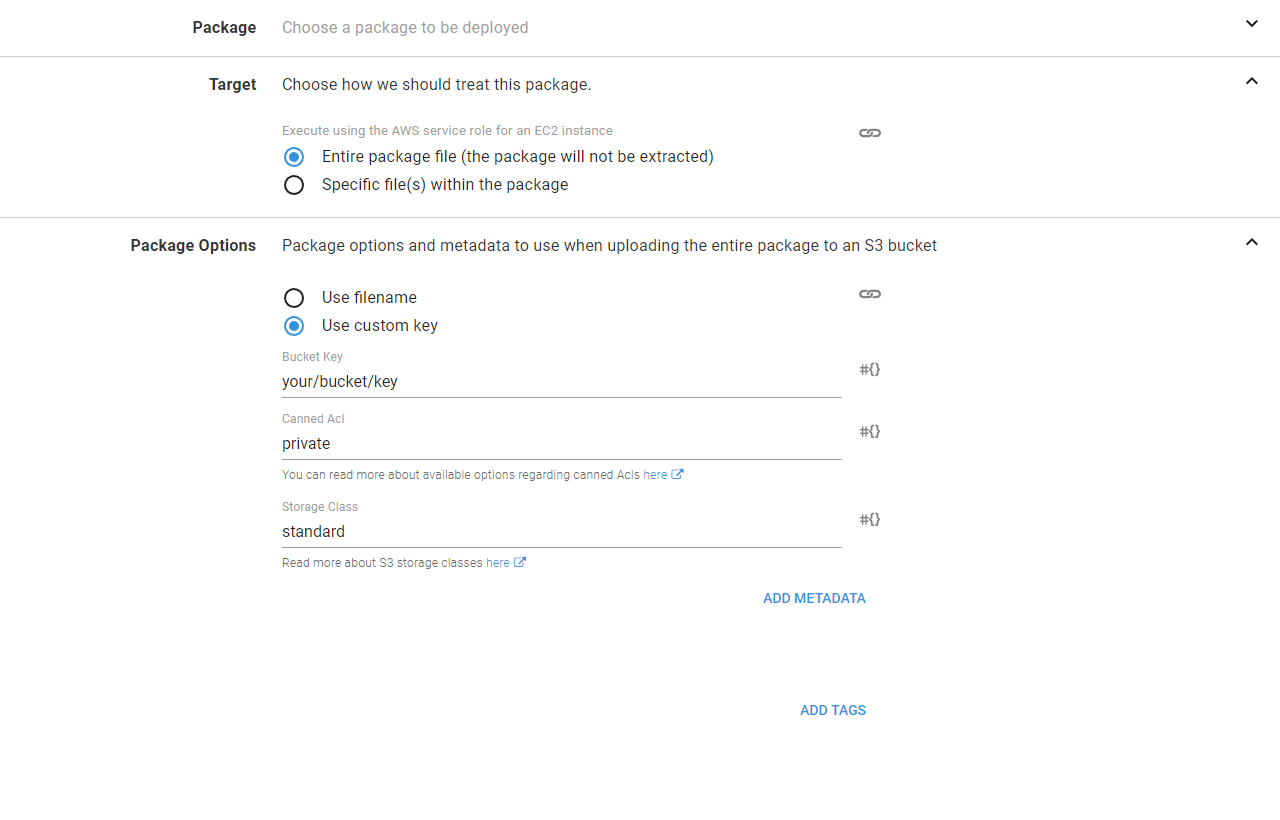 Package Choose a package to be deployed
Target Choose how we should treat this package.
Execute using the AWS service role for an EC2 instance
Entire package file (the package will not be extracted)
Specific file(s) within the package
Package Options Package options and metadata to use when uploading the entire package to an S3 bucket
Use filename
Use custom key
Bucket Key
your/bucket/key #{}
Canned Acl
private #{}
You can read more about available options regarding canned Acls here
Storage Class
standard #{}
Read more about S3 storage classes here
ADD METADATA
ADD TAGS